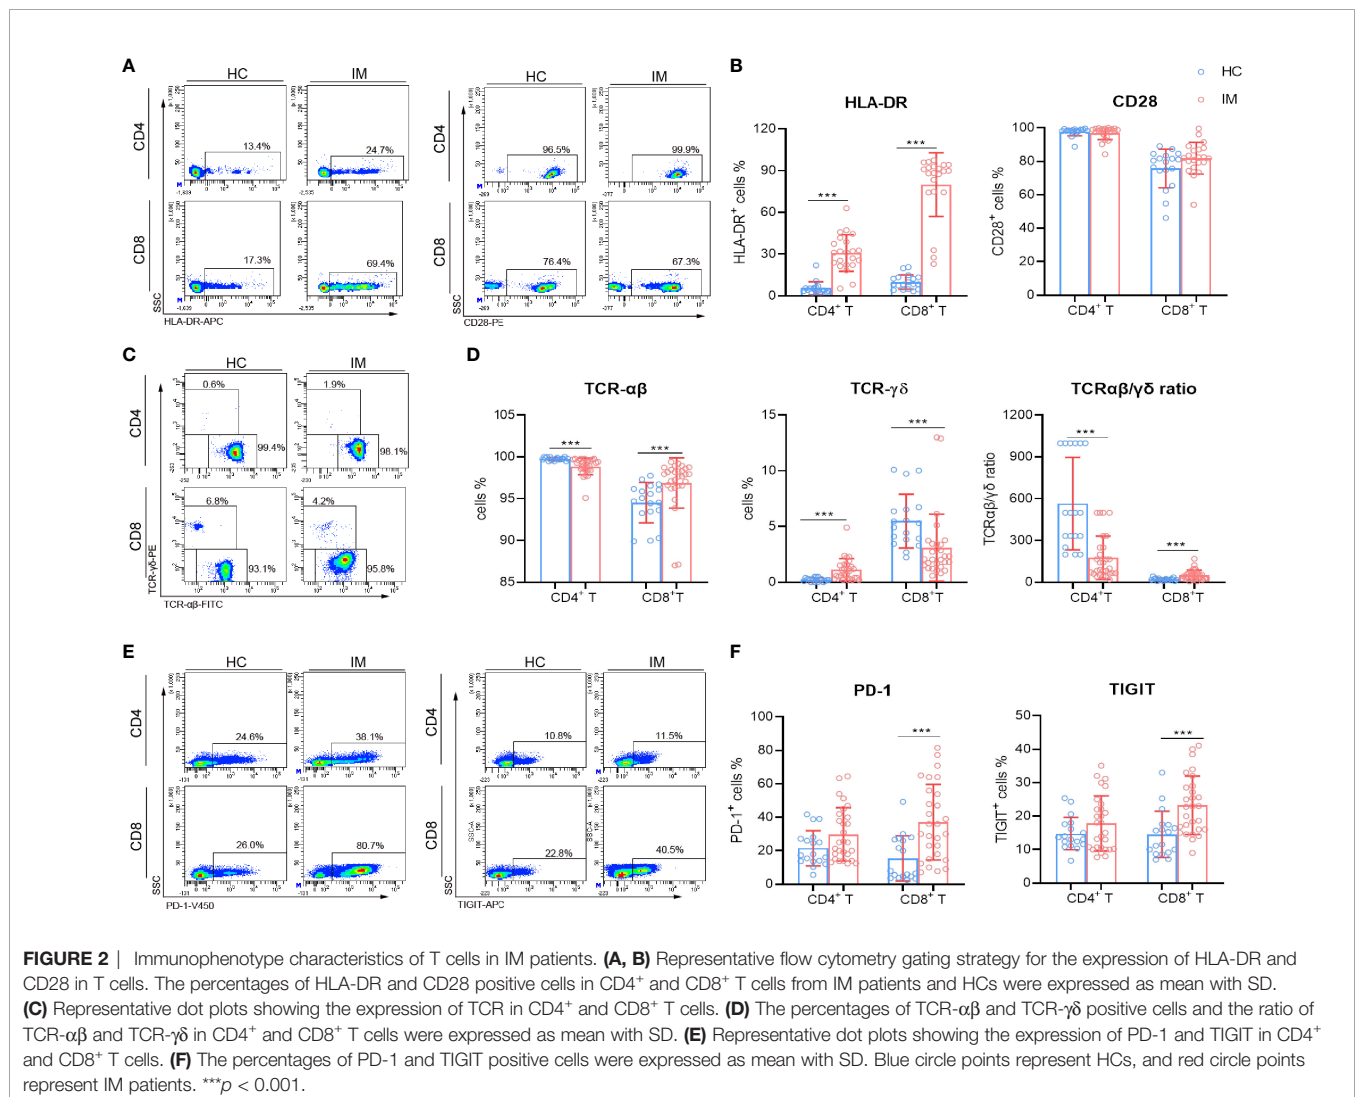 A
HC
IM
CD4
13.4%
24.7%
CD8
17.3%
69.4%
SSC
HLA-DR-APC
HC
IM
CD4
96.5%
99.9%
CD8
76.4%
67.3%
SSC
CD28-PE
B
HC
IM
HLA-DR
HLA-DR⁺ cells %
120
90
60
30
0
***
***
CD4⁺ T
CD8⁺ T
CD28
CD28⁺ cells %
100
80
60
40
20
0
CD4⁺ T
CD8⁺ T
C
HC
IM
CD4
0.6%
1.9%
99.4%
98.1%
CD8
6.8%
4.2%
93.1%
95.8%
TCR-γδ-PE
TCR-αβ-FITC
D
TCR-αβ
cells %
105
100
95
90
85
***
***
CD4⁺ T
CD8⁺T
TCR-γδ
cells %
15
10
5
0
***
***
CD4⁺ T
CD8⁺ T
TCRαβ/γδ ratio
TCRαβ/γδ ratio
1200
900
600
300
0
***
***
CD4⁺ T
CD8⁺ T
E
HC
IM
CD4
24.6%
38.1%
CD8
26.0%
80.7%
SSC
PD-1-V450
HC
IM
CD4
10.8%
11.5%
CD8
SSC-A
SSC-A
22.8%
40.5%
SSC
TIGIT-APC
F
PD-1
PD-1⁺ cells %
100
80
60
40
20
0
***
CD4⁺ T
CD8⁺ T
TIGIT
TIGIT⁺ cells %
50
40
30
20
10
0
***
CD4⁺ T
CD8⁺ T
FIGURE 2 | Immunophenotype characteristics of T cells in IM patients. (A, B) Representative flow cytometry gating strategy for the expression of HLA-DR and
CD28 in T cells. The percentages of HLA-DR and CD28 positive cells in CD4⁺ and CD8⁺ T cells from IM patients and HCs were expressed as mean with SD.
(C) Representative dot plots showing the expression of TCR in CD4⁺ and CD8⁺ T cells. (D) The percentages of TCR-αβ and TCR-γδ positive cells and the ratio of
TCR-αβ and TCR-γδ in CD4⁺ and CD8⁺ T cells were expressed as mean with SD. (E) Representative dot plots showing the expression of PD-1 and TIGIT in CD4⁺
and CD8⁺ T cells. (F) The percentages of PD-1 and TIGIT positive cells were expressed as mean with SD. Blue circle points represent HCs, and red circle points
represent IM patients. ***p < 0.001.